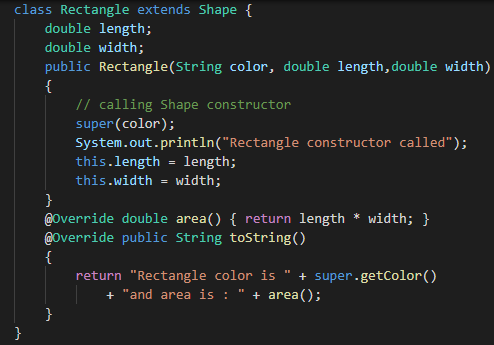 class Rectangle extends Shape {
    double length;
    double width;
    public Rectangle(String color, double length,double width)
    {
        // calling Shape constructor
        super(color);
        System.out.println("Rectangle constructor called");
        this.length = length;
        this.width = width;
    }
    @Override double area() { return length * width; }
    @Override public String toString()
    {
        return "Rectangle color is " + super.getColor()
            + "and area is : " + area();
    }
}